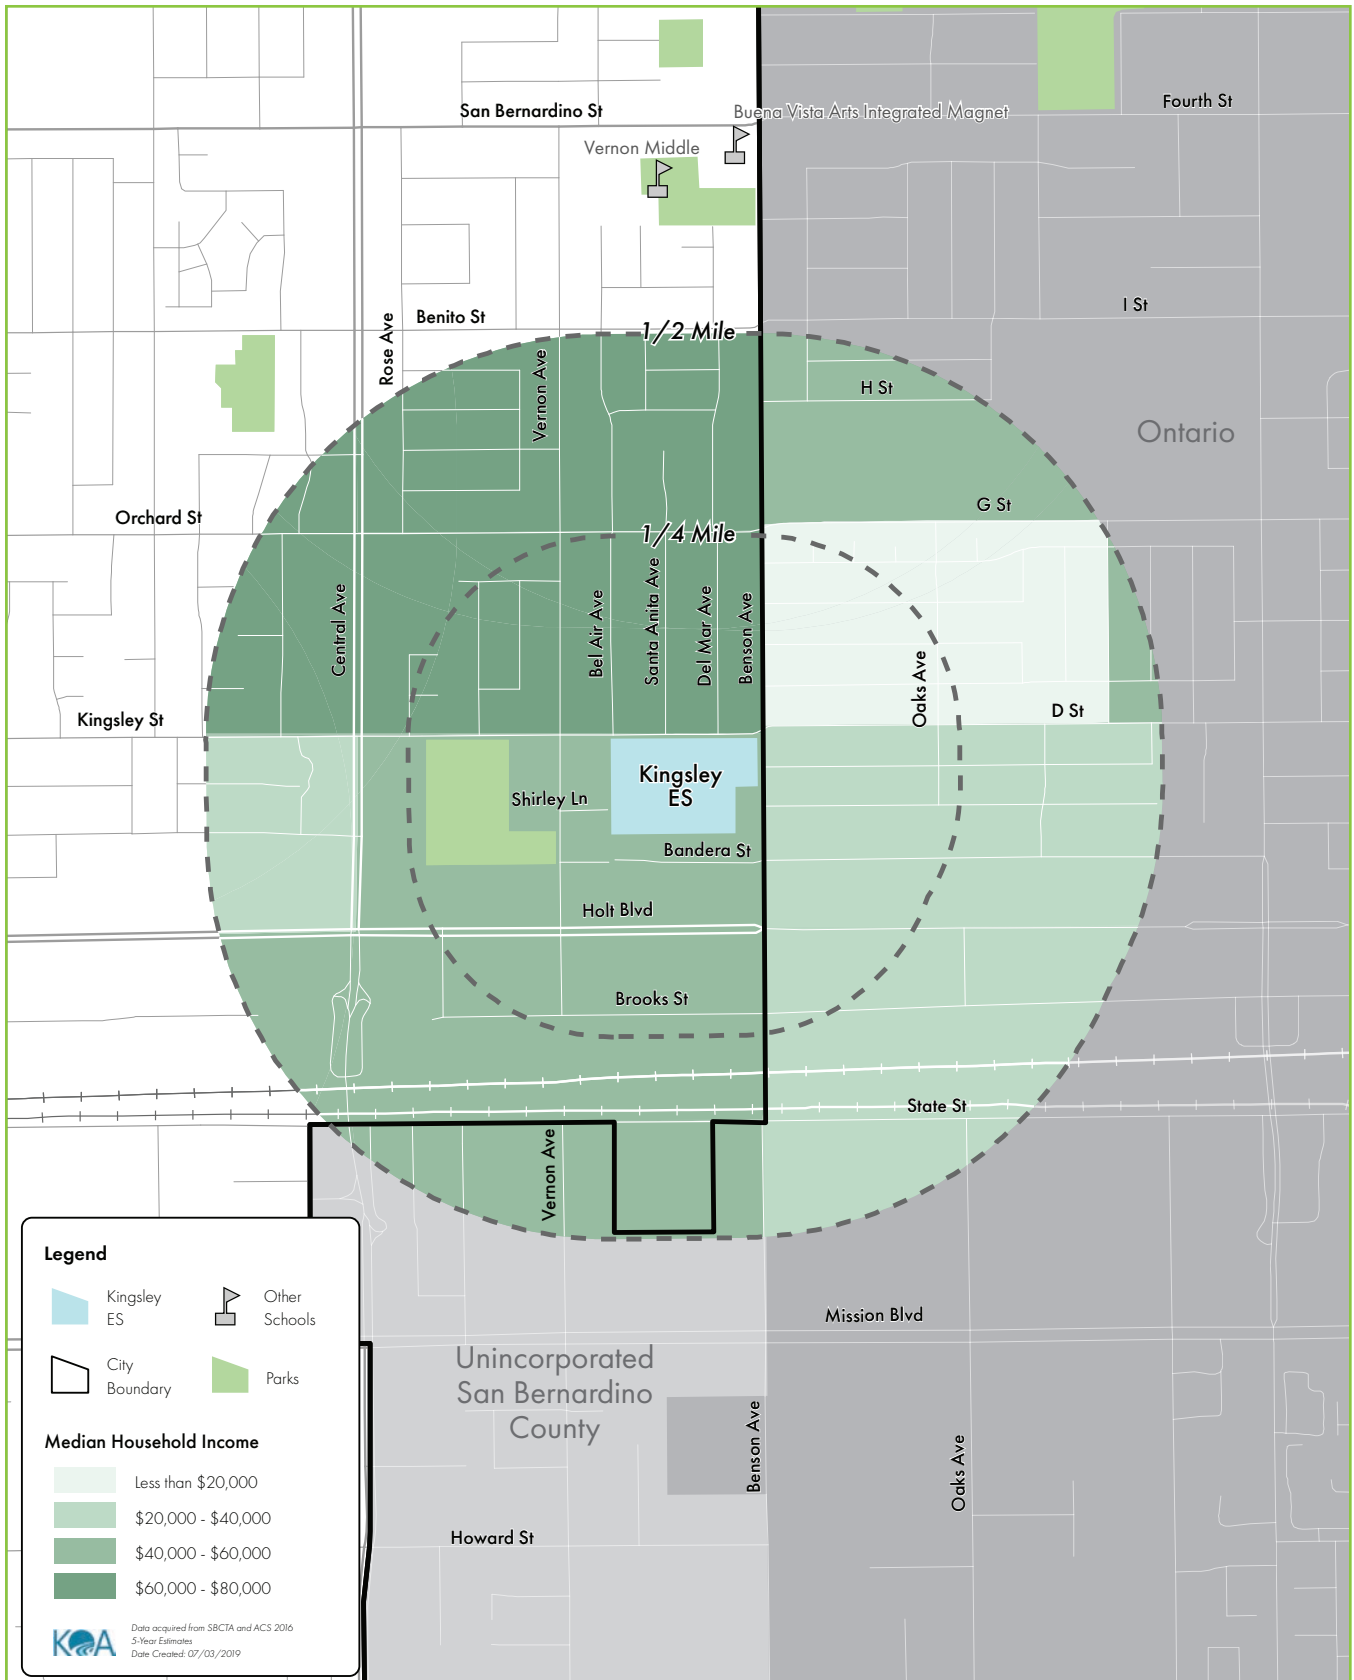 San Bernardino St
Buena Vista Arts Integrated Magnet
Fourth St
Vernon Middle
I St
Benito St
1/2 Mile
Rose Ave
Vernon Ave
H St
Ontario
G St
Orchard St
1/4 Mile
Central Ave
Bel Air Ave
Santa Anita Ave
Del Mar Ave
Benson Ave
Oaks Ave
Kingsley St
D St
Kingsley
ES
Shirley Ln
Bandera St
Holt Blvd
Brooks St
State St
Vernon Ave
Mission Blvd
Unincorporated
San Bernardino
County
Benson Ave
Oaks Ave
Howard St
Legend
Kingsley
ES
Other
Schools
City
Boundary
Parks
Median Household Income
Less than $20,000
$20,000 - $40,000
$40,000 - $60,000
$60,000 - $80,000
KOA
Data acquired from SBCTA and ACS 2016
5-Year Estimates
Date Created: 07/03/2019